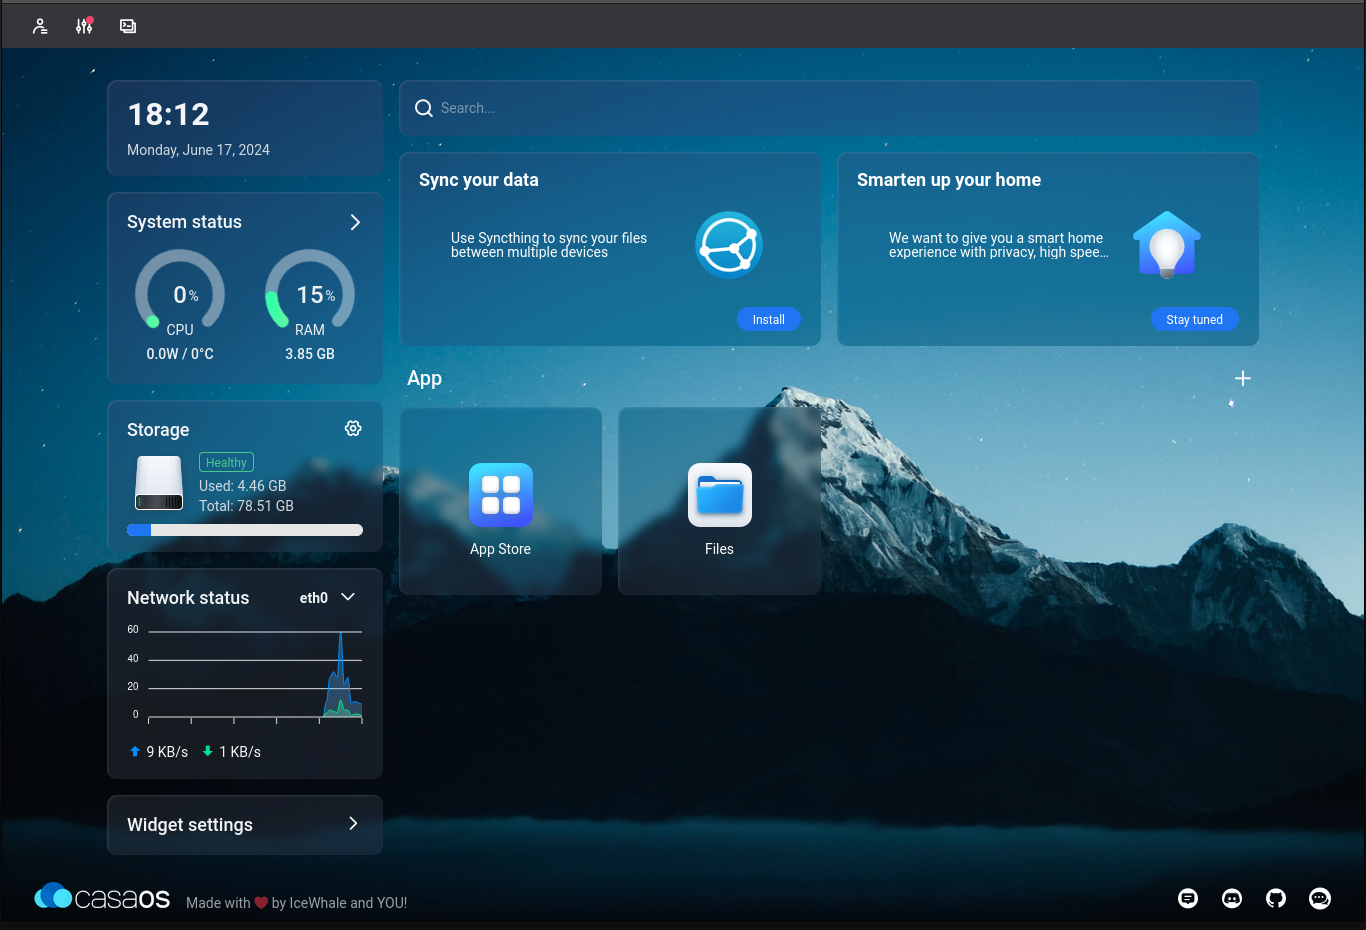 18:12
Monday, June 17, 2024
Search...
System status
0%
CPU
0.0W / 0°C
15%
RAM
3.85 GB
Storage
Healthy
Used: 4.46 GB
Total: 78.51 GB
Network status
eth0
60
40
20
0
9 KB/s
1 KB/s
Widget settings
Sync your data
Use Syncthing to sync your files
between multiple devices
Install
Smarten up your home
We want to give you a smart home
experience with privacy, high spee...
Stay tuned
App
App Store
Files
casaOS
Made with ❤ by IceWhale and YOU!